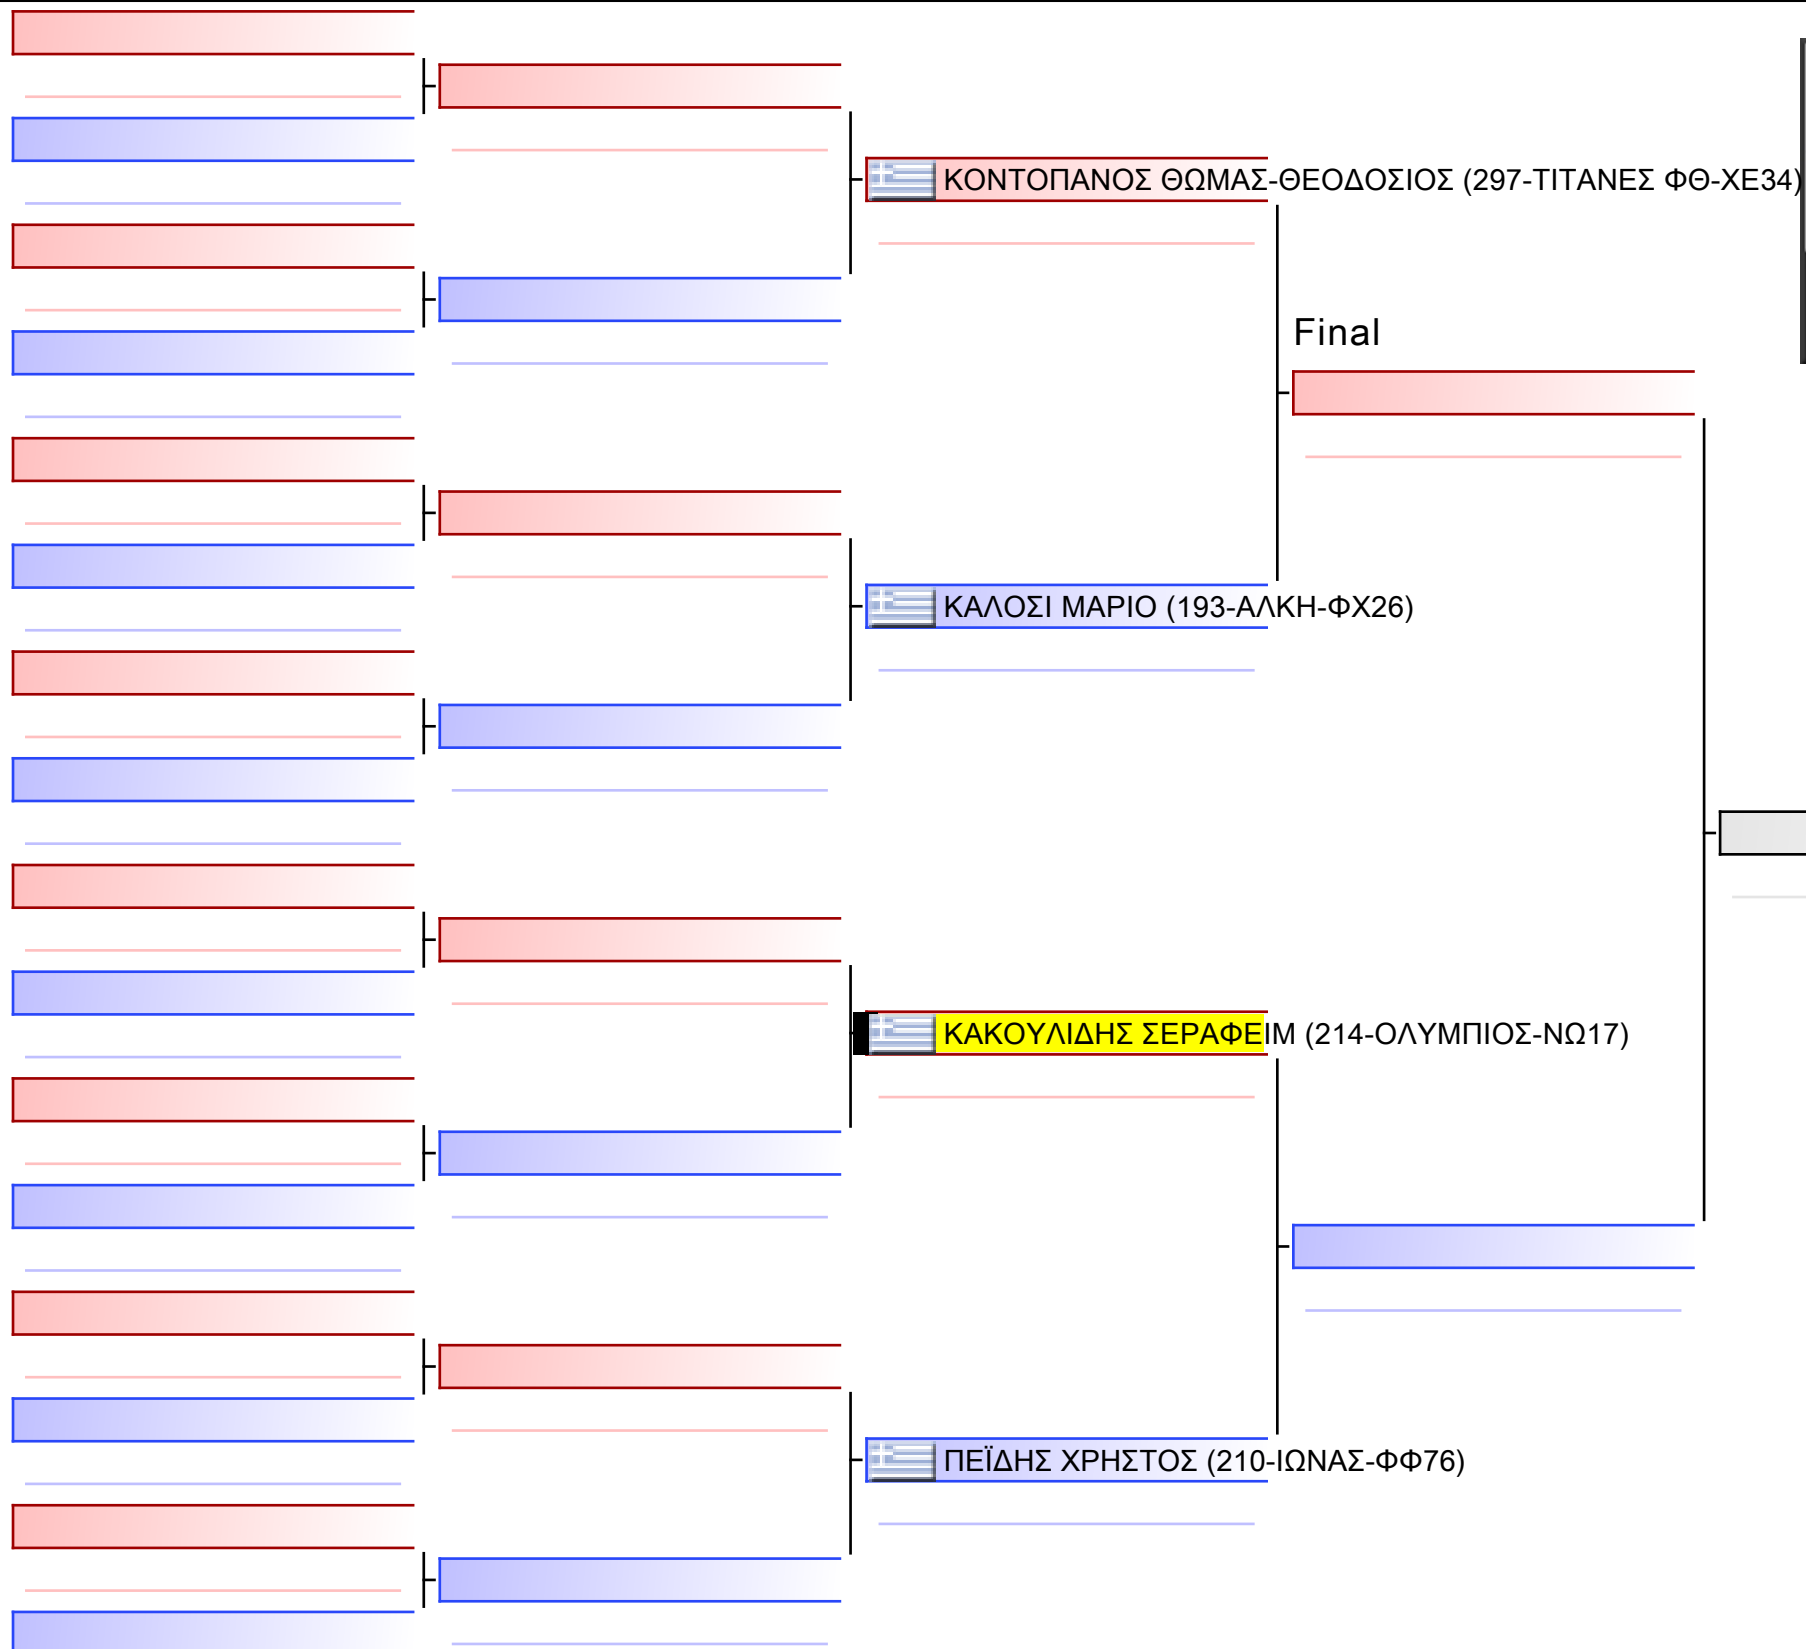 ΚΟΝΤΟΠΑΝΟΣ ΘΩΜΑΣ-ΘΕΟΔΟΣΙΟΣ (297-ΤΙΤΑΝΕΣ ΦΘ-ΧΕ34)
Final
ΚΑΛΟΣΙ ΜΑΡΙΟ (193-ΑΛΚΗ-ΦΧ26)
ΚΑΚΟΥΛΙΔΗΣ ΣΕΡΑΦΕΙΜ (214-ΟΛΥΜΠΙΟΣ-ΝΩ17)
ΠΕΪΔΗΣ ΧΡΗΣΤΟΣ (210-ΙΩΝΑΣ-ΦΦ76)